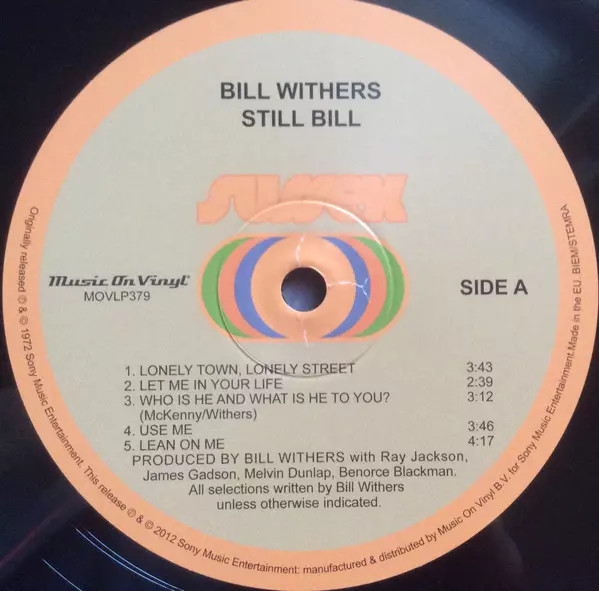 BILL WITHERS
STILL BILL
SUSSEX
Music On Vinyl
MOVLP379
SIDE A
1. LONELY TOWN, LONELY STREET 3:43
2. LET ME IN YOUR LIFE 2:39
3. WHO IS HE AND WHAT IS HE TO YOU? 3:12
(McKenny/Withers)
4. USE ME 3:46
5. LEAN ON ME 4:17
PRODUCED BY BILL WITHERS with Ray Jackson,
James Gadson, Melvin Dunlap, Benorce Blackman.
All selections written by Bill Withers
unless otherwise indicated.
Originally released ℗ & © 1972 Sony Music Entertainment. This release ℗ & © 2012 Sony Music Entertainment: manufactured & distributed by Music On Vinyl B.V. for Sony Music Entertainment.Made in the EU. BIEM/STEMRA